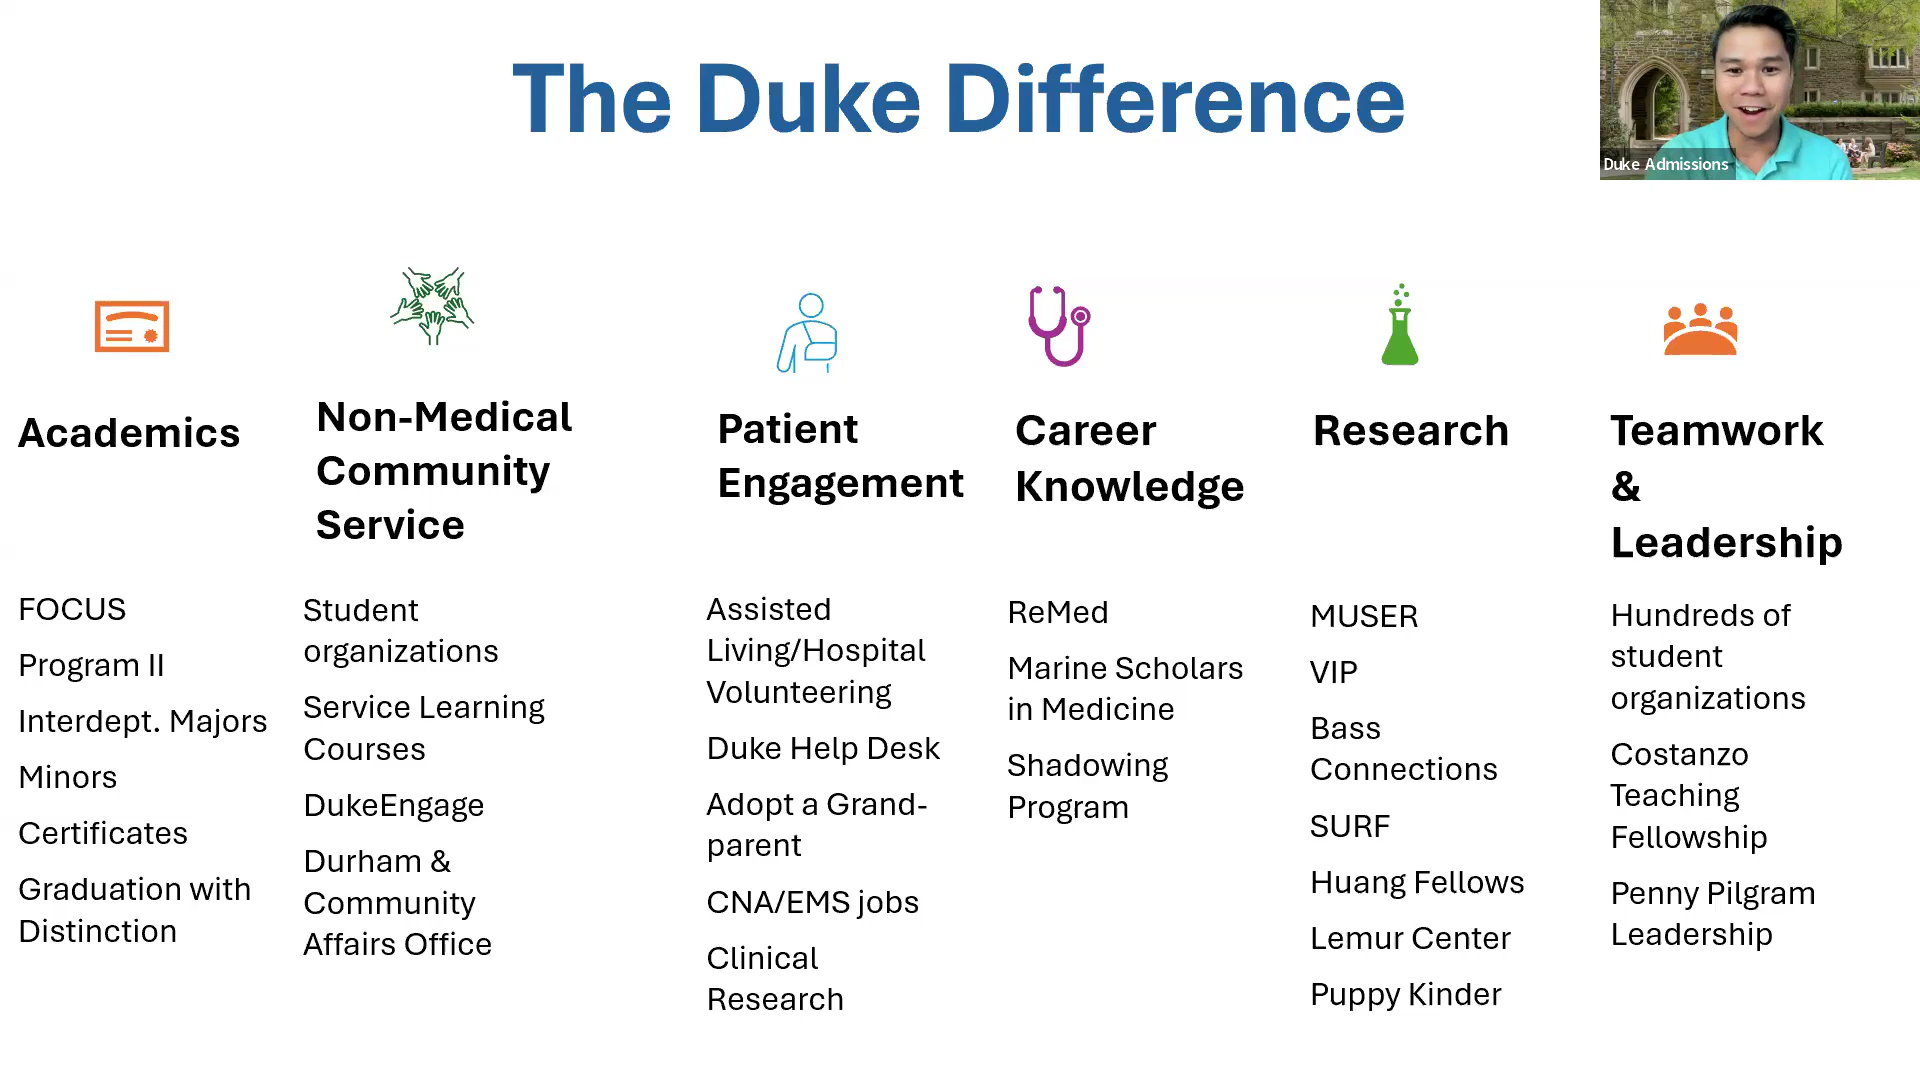 The Duke Difference
Duke Admissions
Academics
FOCUS
Program II
Interdept. Majors
Minors
Certificates
Graduation with
Distinction
Non-Medical
Community
Service
Student
organizations
Service Learning
Courses
DukeEngage
Durham &
Community
Affairs Office
Patient
Engagement
Assisted
Living/Hospital
Volunteering
Duke Help Desk
Adopt a Grand-
parent
CNA/EMS jobs
Clinical
Research
Career
Knowledge
ReMed
Marine Scholars
in Medicine
Shadowing
Program
Research
MUSER
VIP
Bass
Connections
SURF
Huang Fellows
Lemur Center
Puppy Kinder
Teamwork
&
Leadership
Hundreds of
student
organizations
Costanzo
Teaching
Fellowship
Penny Pilgram
Leadership